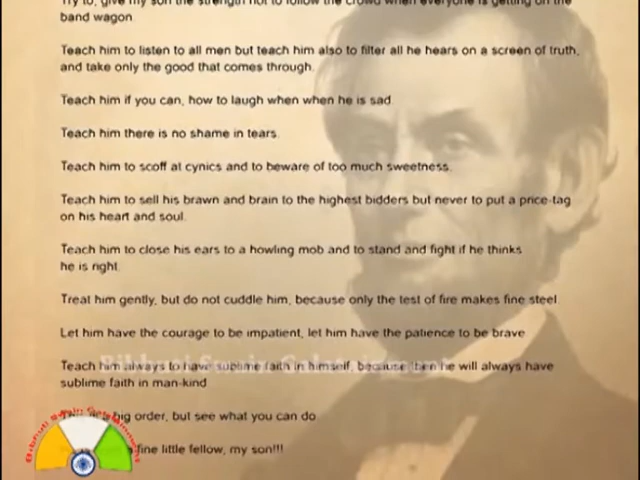 Try to, give my son the strength not to follow the crowd when everyone is getting on the
band wagon.
Teach him to listen to all men but teach him also to filter all he hears on a screen of truth,
and take only the good that comes through.
Teach him if you can, how to laugh when when he is sad.
Teach him there is no shame in tears.
Teach him to scoff at cynics and to beware of too much sweetness.
Teach him to sell his brawn and brain to the highest bidders but never to put a price-tag
on his heart and soul.
Teach him to close his ears to a howling mob and to stand and fight if he thinks
he is right.
Treat him gently, but do not cuddle him, because only the test of fire makes fine steel.
Let him have the courage to be impatient, let him have the patience to be brave.
Teach him always to have sublime faith in himself, because then he will always have
sublime faith in man-kind.
big order, but see what you can do.
fine little fellow, my son!!!
Bibhuti Spain
Bibhuti Spain